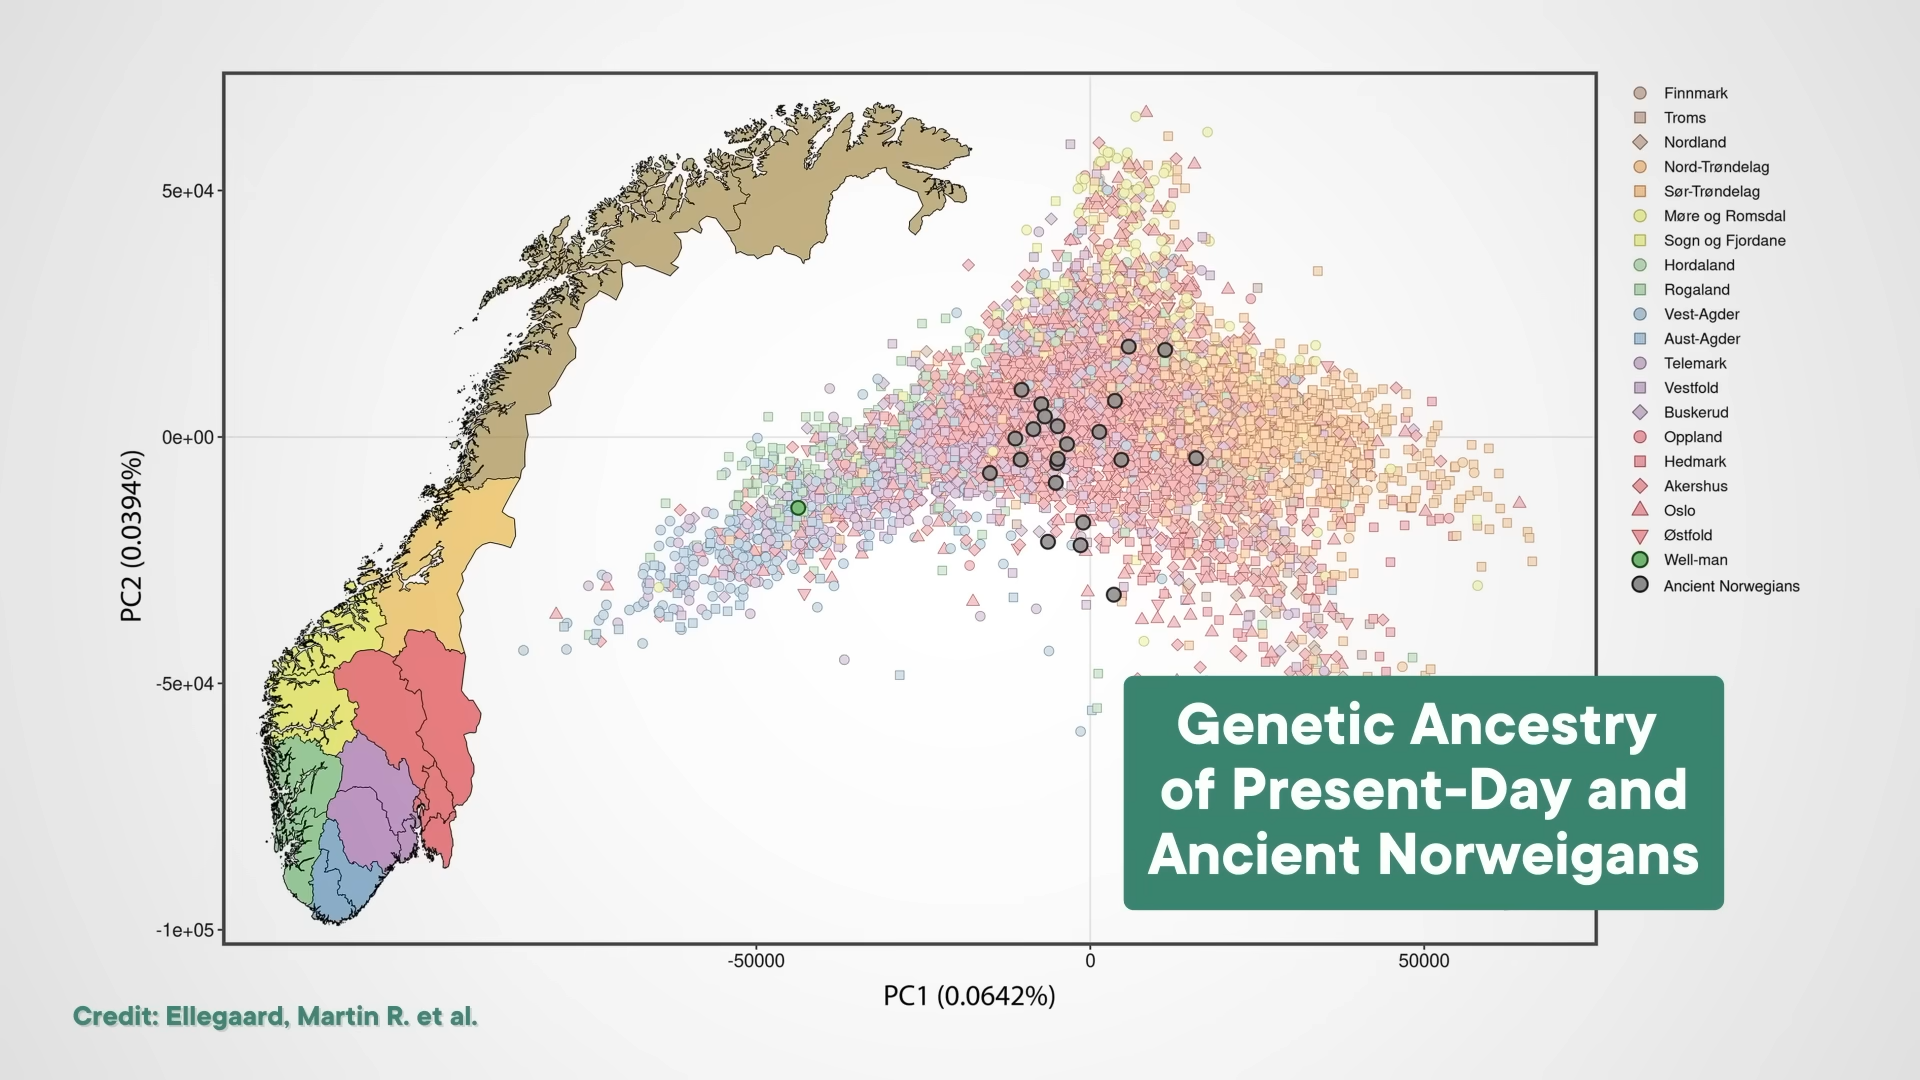 5e+04
0e+00
-5e+04
-1e+05
PC2 (0.0394%)
-50000
0
50000
PC1 (0.0642%)
Finnmark
Troms
Nordland
Nord-Trøndelag
Sør-Trøndelag
Møre og Romsdal
Sogn og Fjordane
Hordaland
Rogaland
Vest-Agder
Aust-Agder
Telemark
Vestfold
Buskerud
Oppland
Hedmark
Akershus
Oslo
Østfold
Well-man
Ancient Norwegians
Genetic Ancestry
of Present-Day and
Ancient Norweigans
Credit: Ellegaard, Martin R. et al.